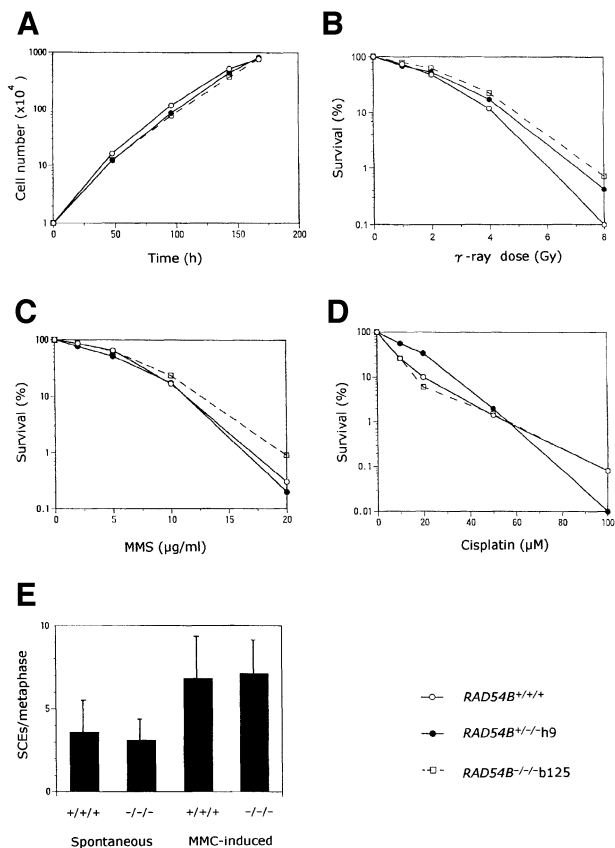 A
Cell number (x10⁴)
1000
100
10
1
0
50
100
150
200
Time (h)
B
Survival (%)
100
10
1
0.1
0
2
4
6
8
γ-ray dose (Gy)
C
Survival (%)
100
10
1
0.1
0
5
10
15
20
MMS (µg/ml)
D
Survival (%)
100
10
1
0.1
0.01
0
20
40
60
80
100
Cisplatin (µM)
E
SCEs/metaphase
10
5
0
+/+/+
-/-/-
+/+/+
-/-/-
Spontaneous
MMC-induced
RAD54B+/+/+
RAD54B+/-/-h9
RAD54B-/-/-b125